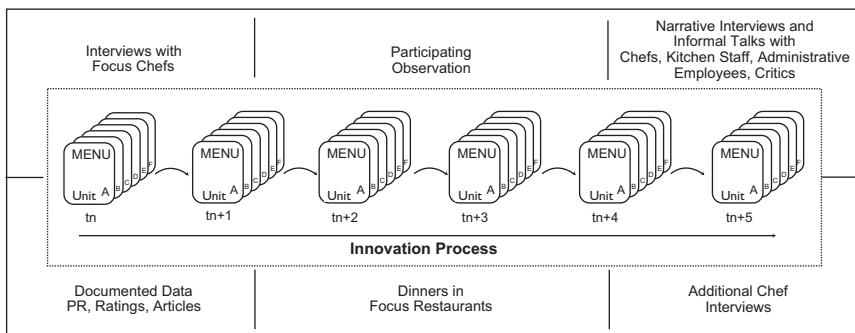 Interviews with
Focus Chefs
Participating
Observation
Narrative Interviews and
Informal Talks with
Chefs, Kitchen Staff, Administrative
Employees, Critics
MENU
Unit A B C D E F
tn
MENU
Unit A B C D E F
tn+1
MENU
Unit A B C D E F
tn+2
MENU
Unit A B C D E F
tn+3
MENU
Unit A B C D E F
tn+4
MENU
Unit A B C D E F
tn+5
Innovation Process
Documented Data
PR, Ratings, Articles
Dinners in
Focus Restaurants
Additional Chef
Interviews